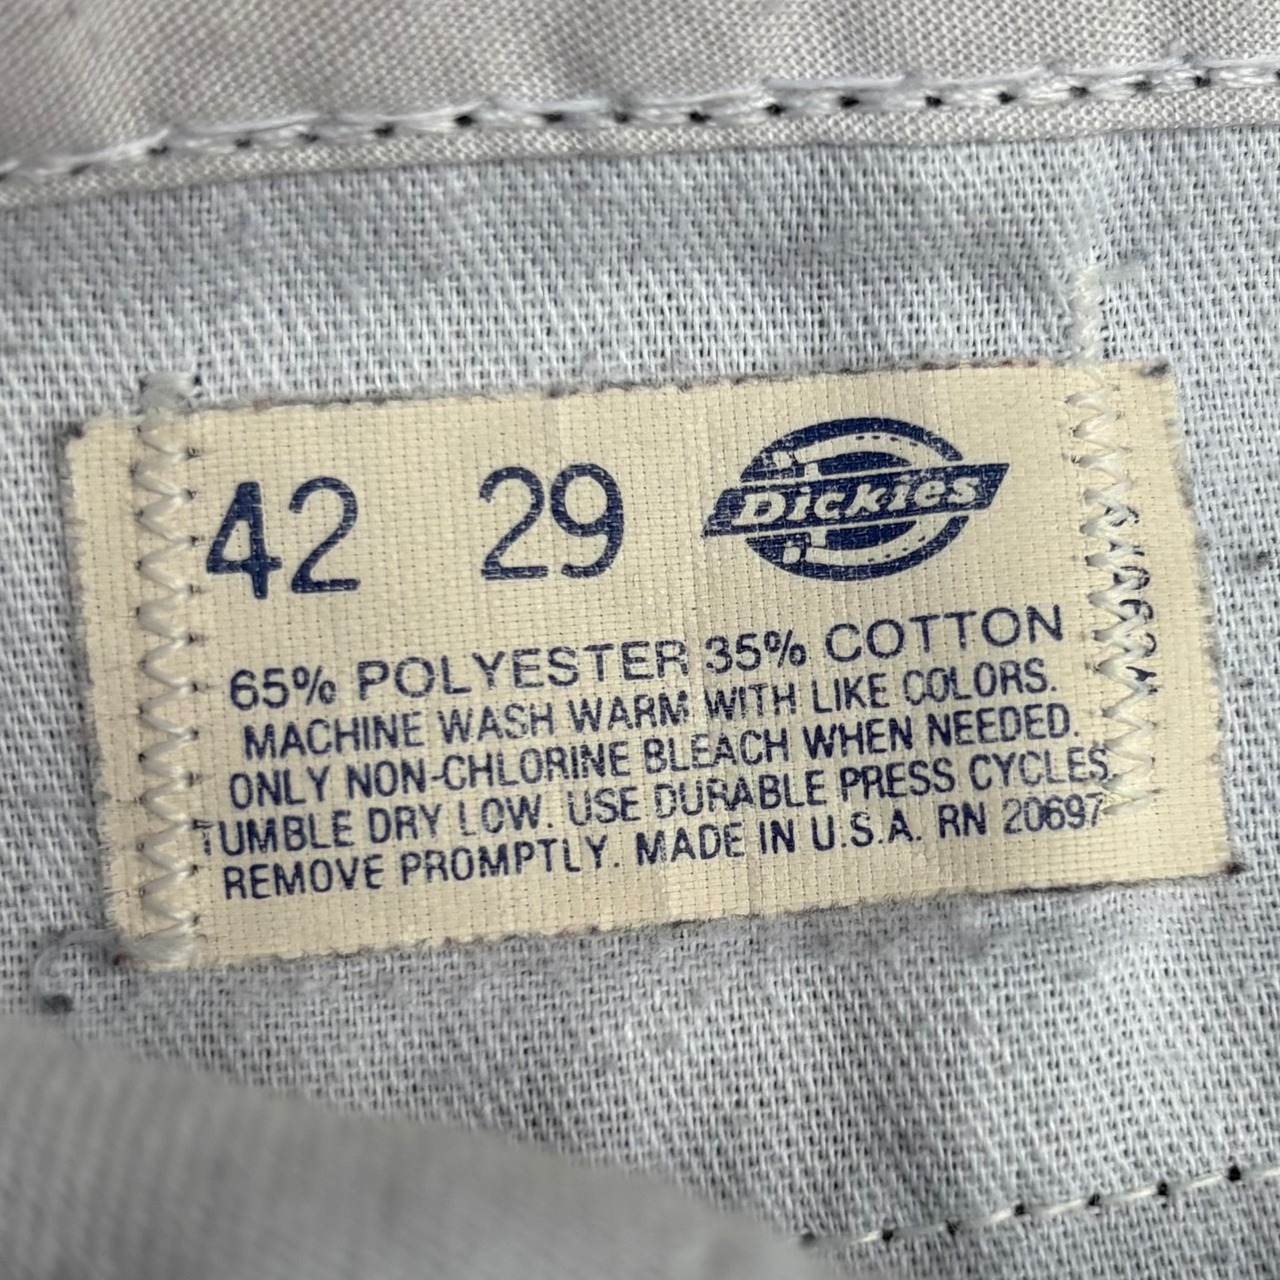 42 29 Dickies
65% POLYESTER 35% COTTON
MACHINE WASH WARM WITH LIKE COLORS.
ONLY NON-CHLORINE BLEACH WHEN NEEDED.
TUMBLE DRY LOW. USE DURABLE PRESS CYCLES.
REMOVE PROMPTLY. MADE IN U.S.A. RN 20697